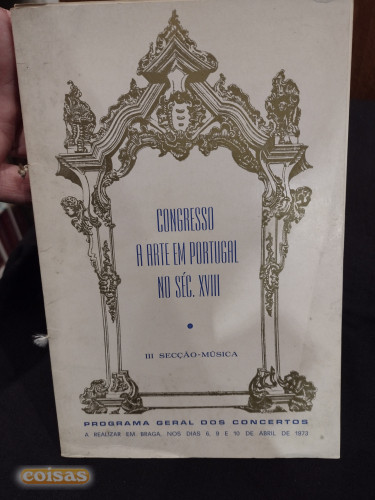 CONGRESSO
A ARTE EM PORTUGAL
NO SÉC. XVIII
III SECÇÃO-MÚSICA
PROGRAMA GERAL DOS CONCERTOS
A REALIZAR EM BRAGA, NOS DIAS 6, 9 E 10 DE ABRIL DE 1973
coisas